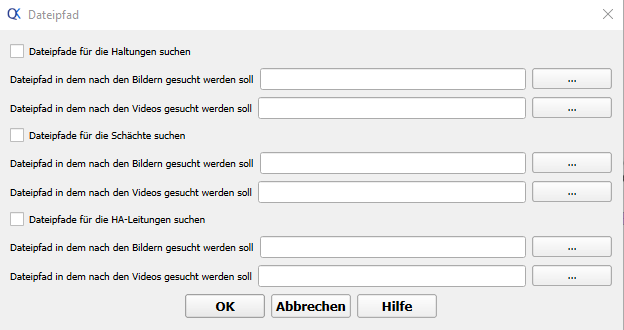 Dateipfad
Dateipfade für die Haltungen suchen
Dateipfad in dem nach den Bildern gesucht werden soll ...
Dateipfad in dem nach den Videos gesucht werden soll ...
Dateipfade für die Schächte suchen
Dateipfad in dem nach den Bildern gesucht werden soll ...
Dateipfad in dem nach den Videos gesucht werden soll ...
Dateipfade für die HA-Leitungen suchen
Dateipfad in dem nach den Bildern gesucht werden soll ...
Dateipfad in dem nach den Videos gesucht werden soll ...
OK Abbrechen Hilfe